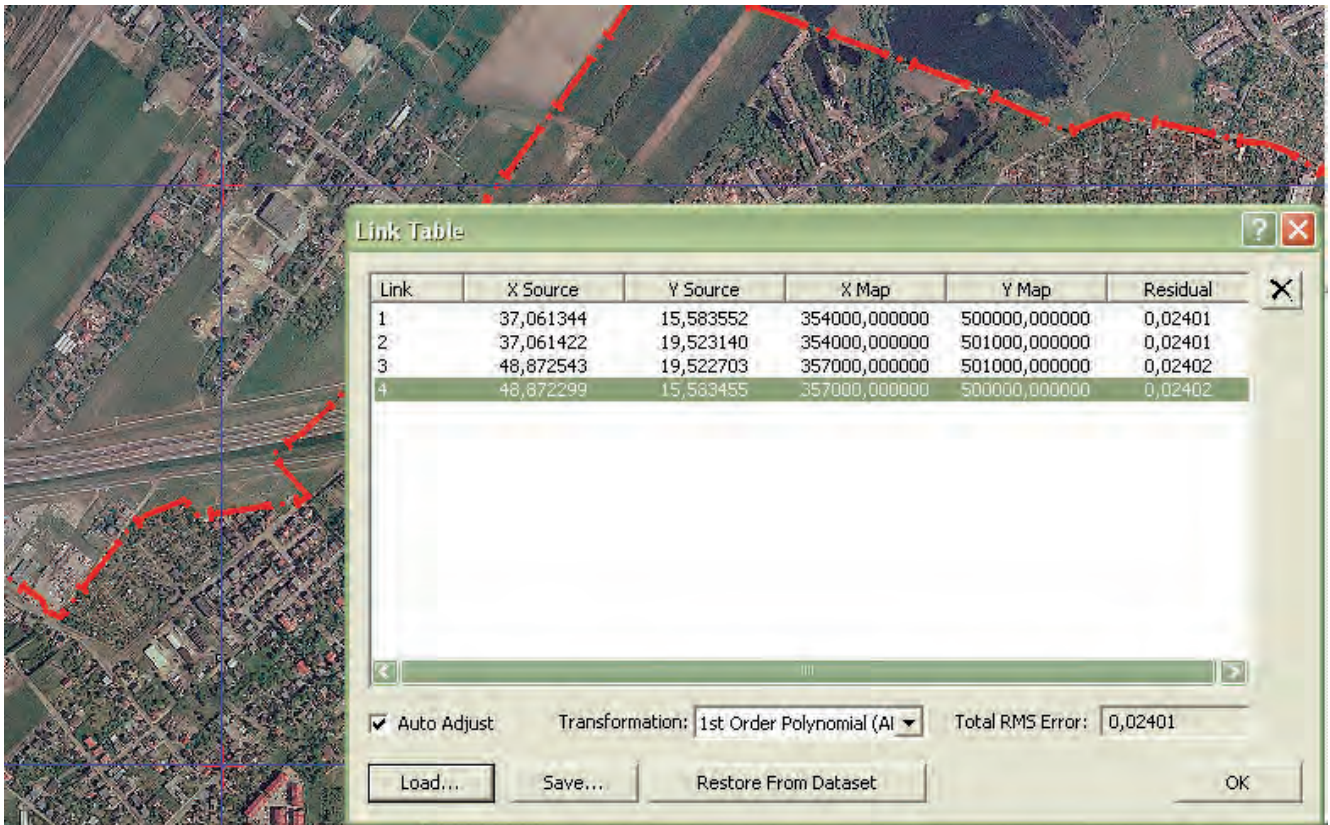 Link Table
Link X Source Y Source X Map Y Map Residual
1 37,061344 15,583552 354000,000000 500000,000000 0,02401
2 37,061422 19,523140 354000,000000 501000,000000 0,02401
3 48,872543 19,522703 357000,000000 501000,000000 0,02402
4 48,872299 15,583455 357000,000000 500000,000000 0,02402
Auto Adjust Transformation: 1st Order Polynomial (Al Total RMS Error: 0,02401
Load... Save... Restore From Dataset OK